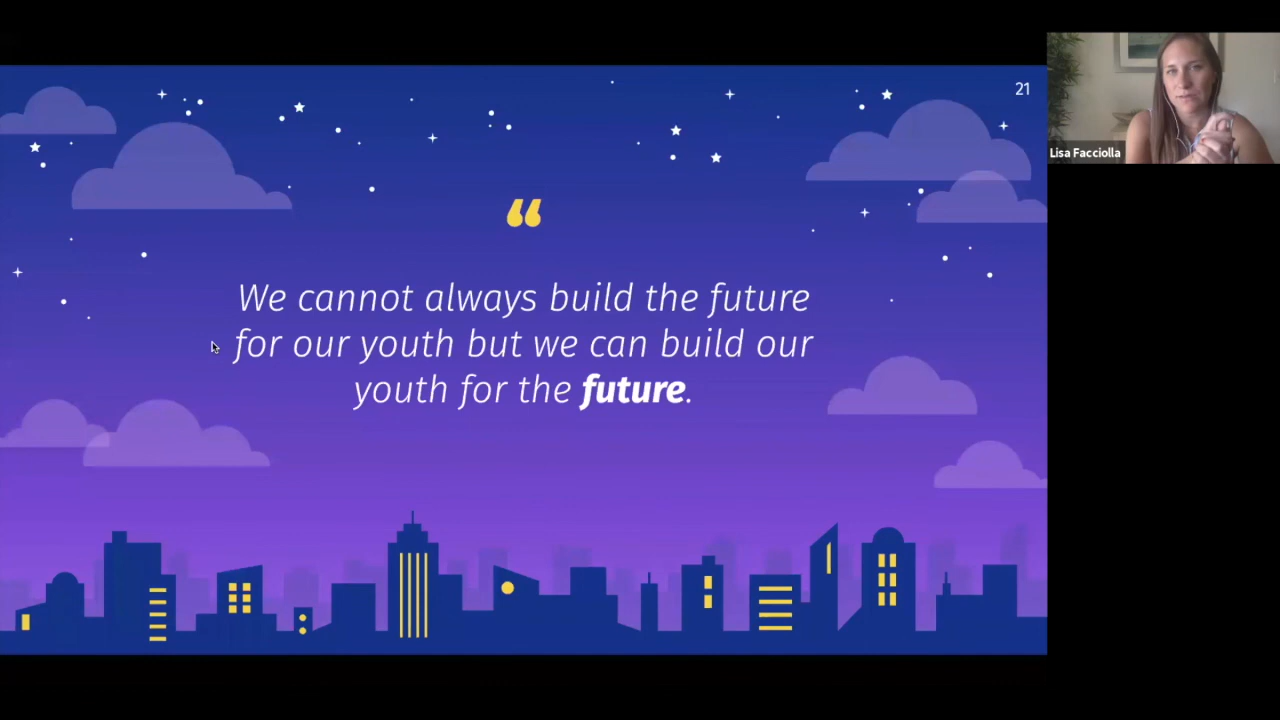 21
Lisa Facciolla
“
We cannot always build the future
for our youth but we can build our
youth for the future.